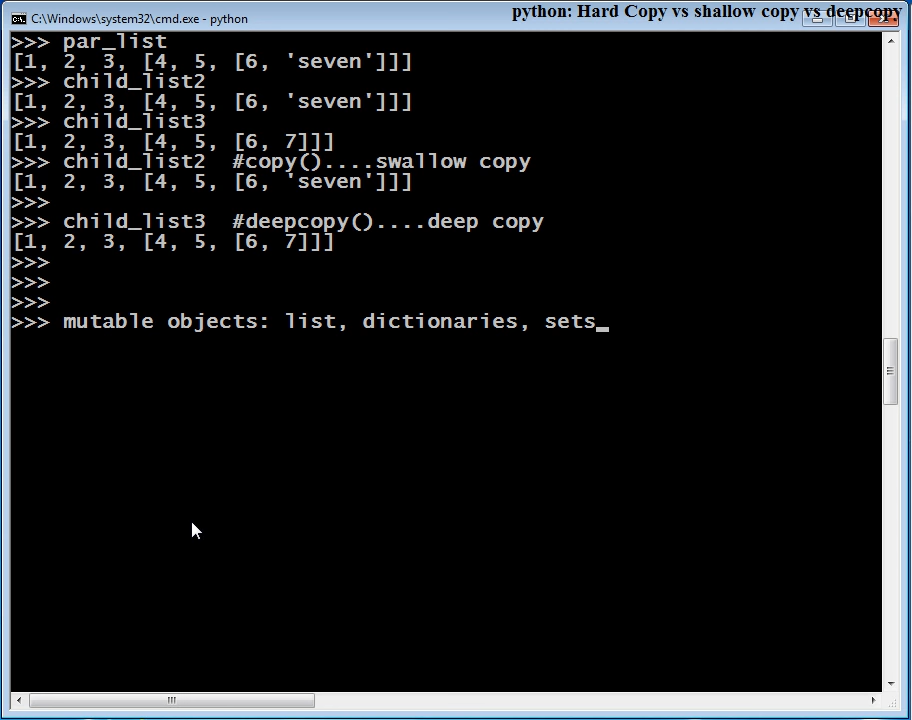 C:\Windows\system32\cmd.exe - python
python: Hard Copy vs shallow copy vs deepcopy
>>> par_list
[1, 2, 3, [4, 5, [6, 'seven']]]
>>> child_list2
[1, 2, 3, [4, 5, [6, 'seven']]]
>>> child_list3
[1, 2, 3, [4, 5, [6, 7]]]
>>> child_list2  #copy()....swallow copy
[1, 2, 3, [4, 5, [6, 'seven']]]
>>>
>>> child_list3  #deepcopy()....deep copy
[1, 2, 3, [4, 5, [6, 7]]]
>>>
>>>
>>>
>>> mutable objects: list, dictionaries, sets_